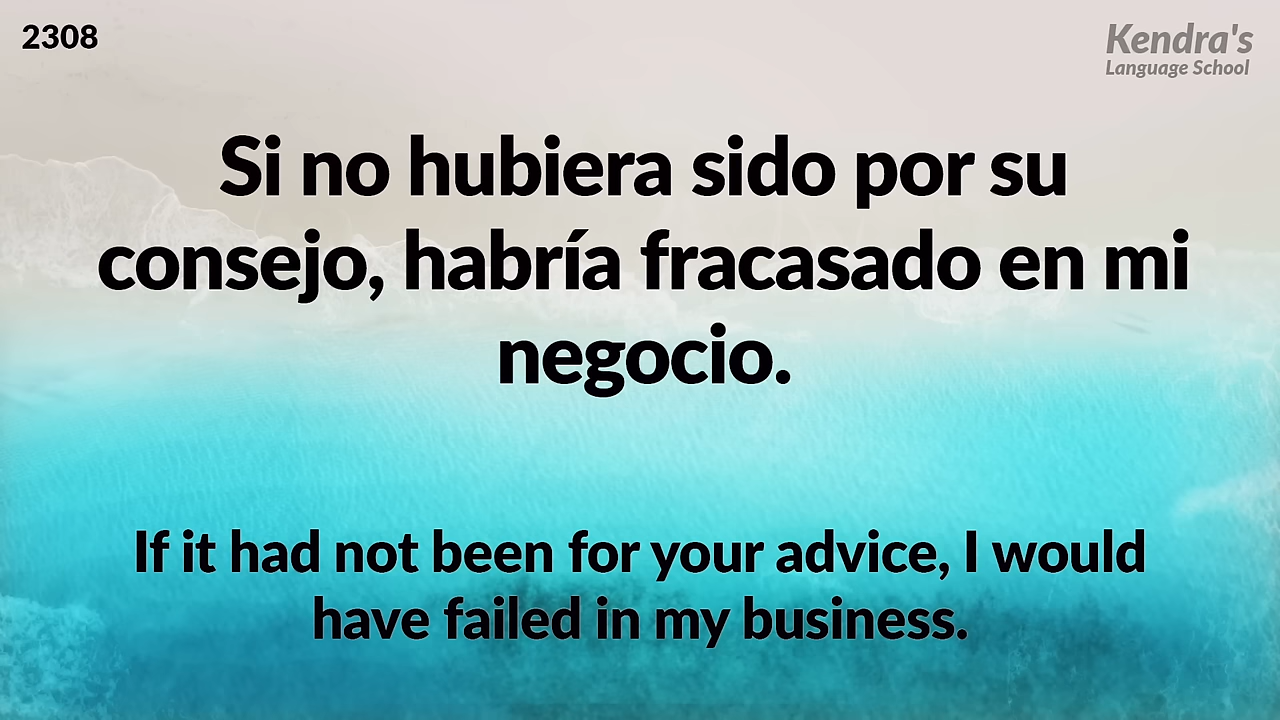 2308
Kendra's
Language School
Si no hubiera sido por su
consejo, habría fracasado en mi
negocio.
If it had not been for your advice, I would
have failed in my business.